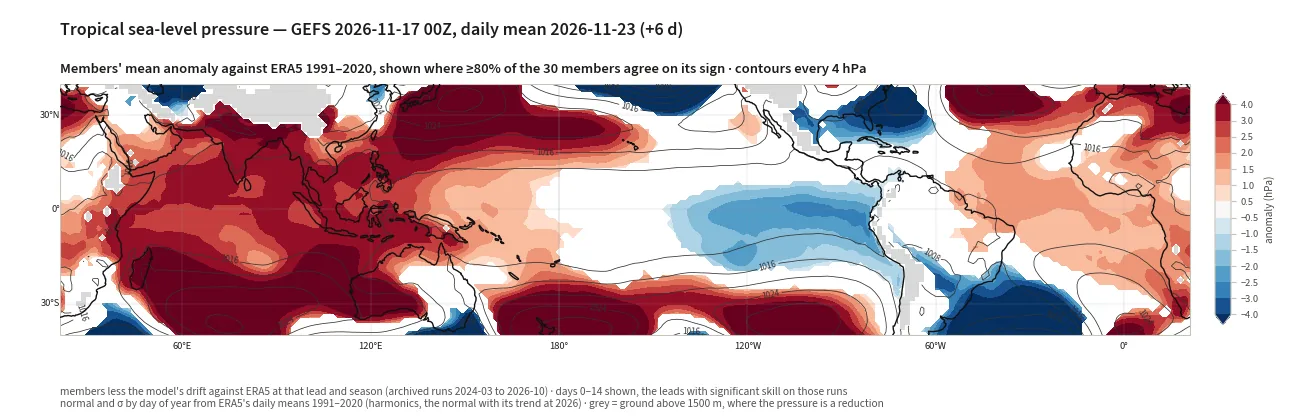 Tropical sea-level pressure — GEFS 2026-11-17 00Z, daily mean 2026-11-23 (+6 d)
Members' mean anomaly against ERA5 1991–2020, shown where ≥80% of the 30 members agree on its sign · contours every 4 hPa
30°N
0°
30°S
60°E
120°E
180°
120°W
60°W
0°
1016
1016
1016
1016
1016
1016
1024
1016
1008
1016
0
4.0
3.0
2.0
1.5
1.0
0.5
−0.5
−1.0
−1.5
−2.0
−3.0
−4.0
anomaly (hPa)
members less the model's drift against ERA5 at that lead and season (archived runs 2024-03 to 2026-10) · days 0–14 shown, the leads with significant skill on those runs
normal and σ by day of year from ERA5's daily means 1991–2020 (harmonics, the normal with its trend at 2026) · grey = ground above 1500 m, where the pressure is a reduction